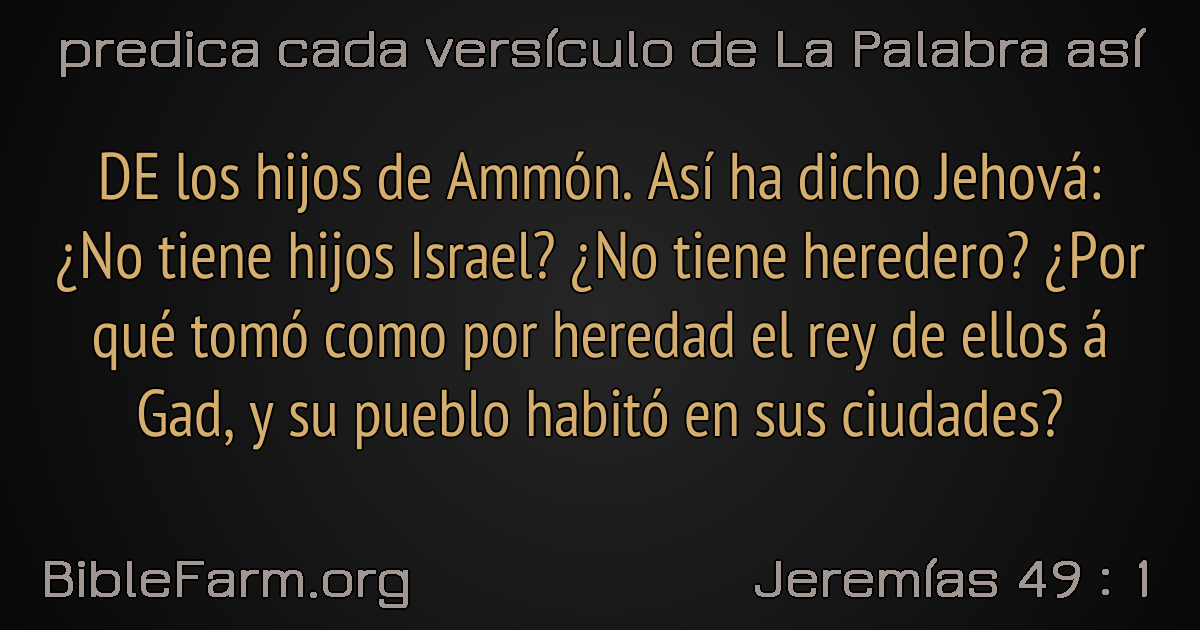 predica cada versículo de La Palabra así
DE los hijos de Ammón. Así ha dicho Jehová:
¿No tiene hijos Israel? ¿No tiene heredero? ¿Por
qué tomó como por heredad el rey de ellos á
Gad, y su pueblo habitó en sus ciudades?
BibleFarm.org
Jeremías 49 : 1